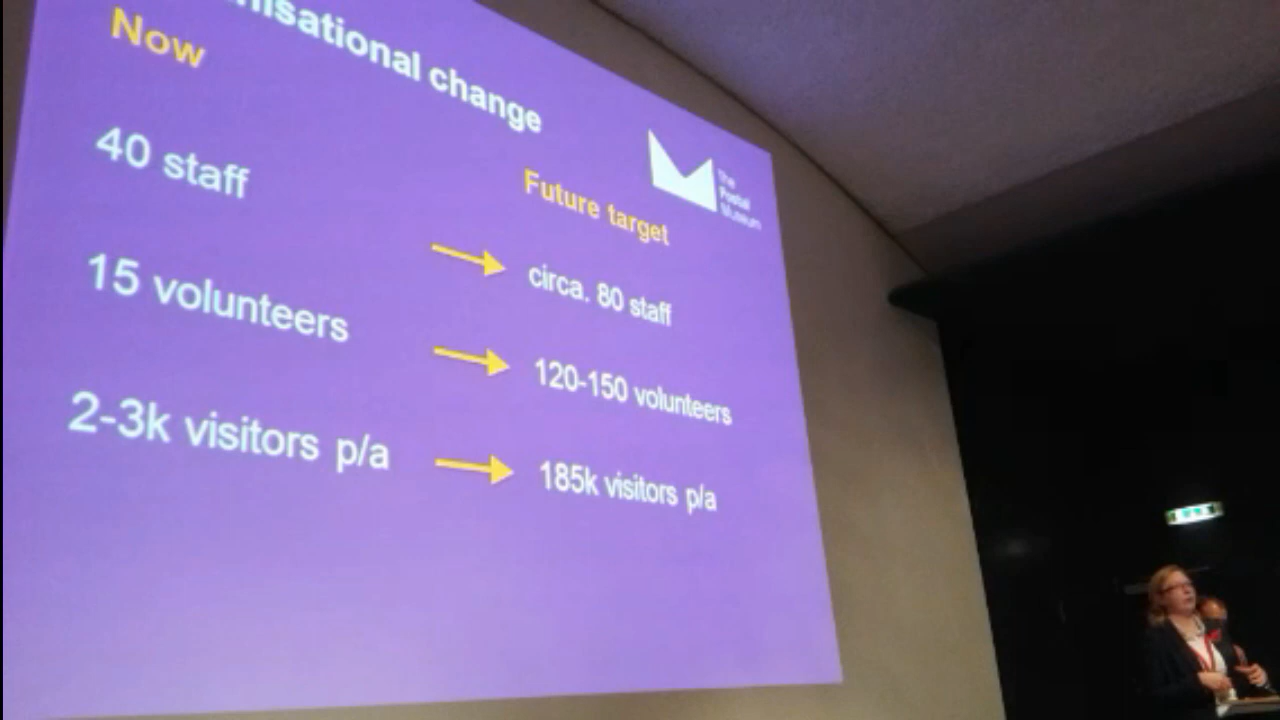 nisational change
Now
Future target
40 staff
circa. 80 staff
15 volunteers
120-150 volunteers
2-3k visitors p/a
185k visitors p/a
The
Postal
Museum